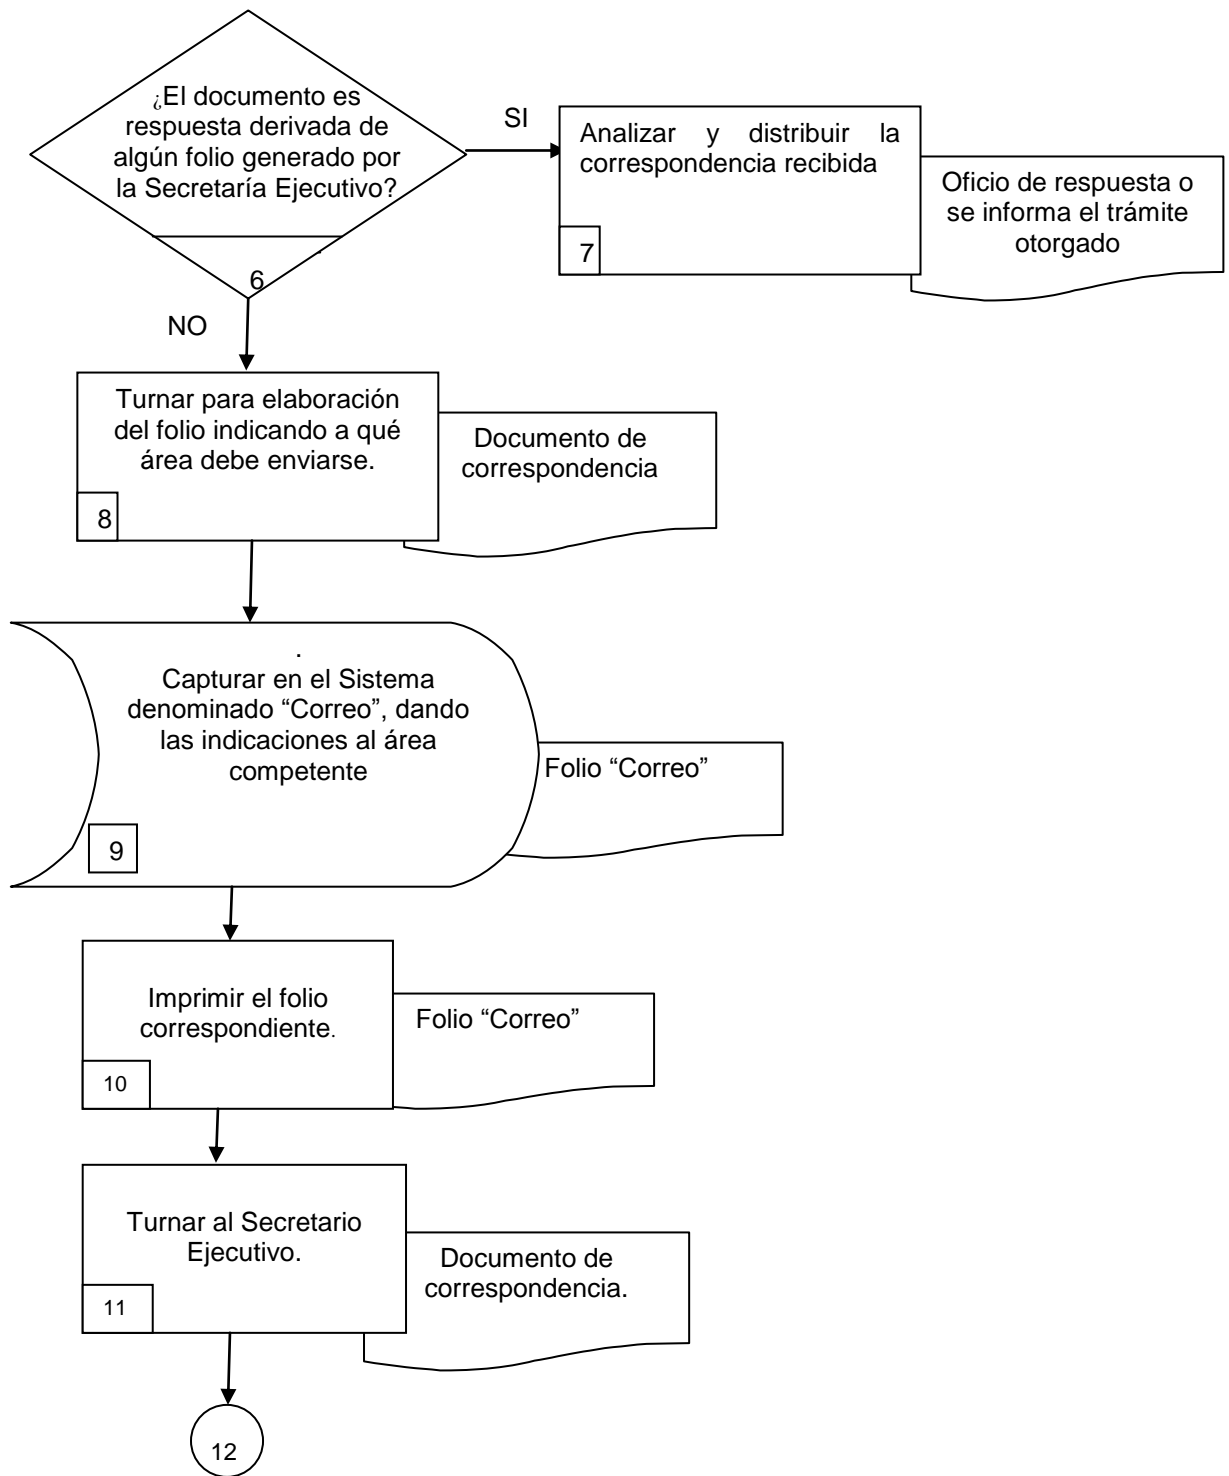 ¿El documento es
respuesta derivada de
algún folio generado por
la Secretaría Ejecutivo?
.
6
SI
Analizar y distribuir la
correspondencia recibida
7
Oficio de respuesta o
se informa el trámite
otorgado
NO
Turnar para elaboración
del folio indicando a qué
área debe enviarse.
8
Documento de
correspondencia
.
Capturar en el Sistema
denominado “Correo”, dando
las indicaciones al área
competente
9
Folio “Correo”
Imprimir el folio
correspondiente.
10
Folio “Correo”
Turnar al Secretario
Ejecutivo.
11
Documento de
correspondencia.
12